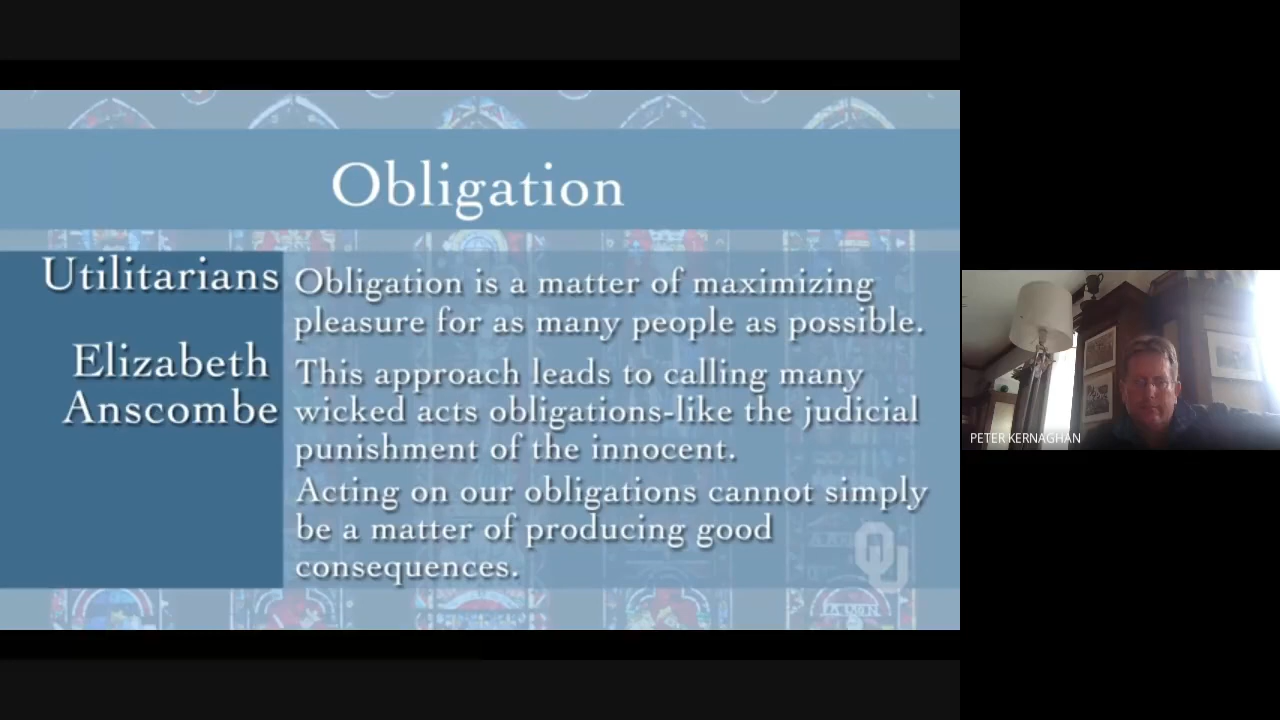 Obligation
Utilitarians
Obligation is a matter of maximizing
pleasure for as many people as possible.
Elizabeth
Anscombe
This approach leads to calling many
wicked acts obligations-like the judicial
punishment of the innocent.
Acting on our obligations cannot simply
be a matter of producing good
consequences.
OU
PETER KERNAGHAN